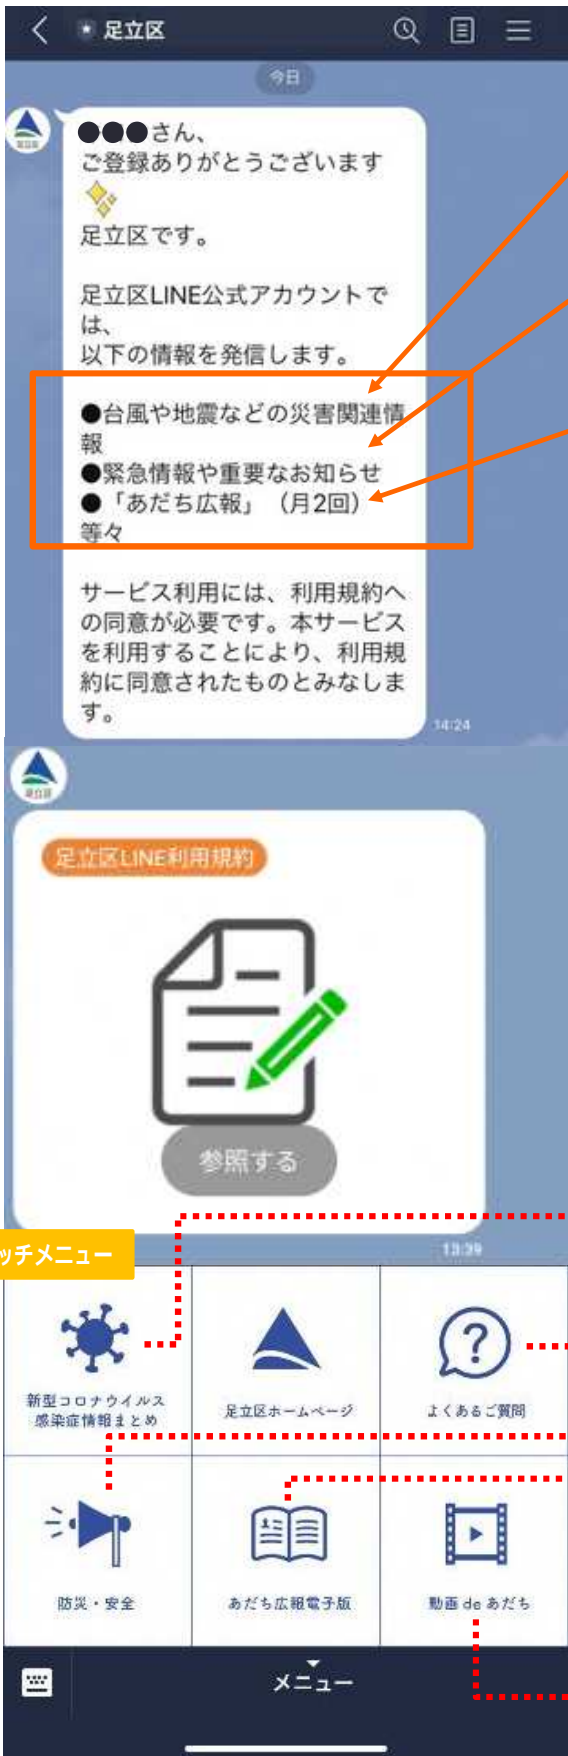 足立区
今日
●●●さん、
ご登録ありがとうございます
足立区です。
足立区LINE公式アカウントで
は、
以下の情報を発信します。
●台風や地震などの災害関連情
報
●緊急情報や重要なお知らせ
●「あだち広報」（月2回）
等々
サービス利用には、利用規約へ
の同意が必要です。本サービス
を利用することにより、利用規
約に同意されたものとみなしま
す。
14:24
足立区
足立区LINE利用規約
参照する
13:39
ッチメニュー
新型コロナウイルス
感染症情報まとめ
足立区ホームページ
よくあるご質問
防災・安全
あだち広報電子版
動画 de あだち
メニュー